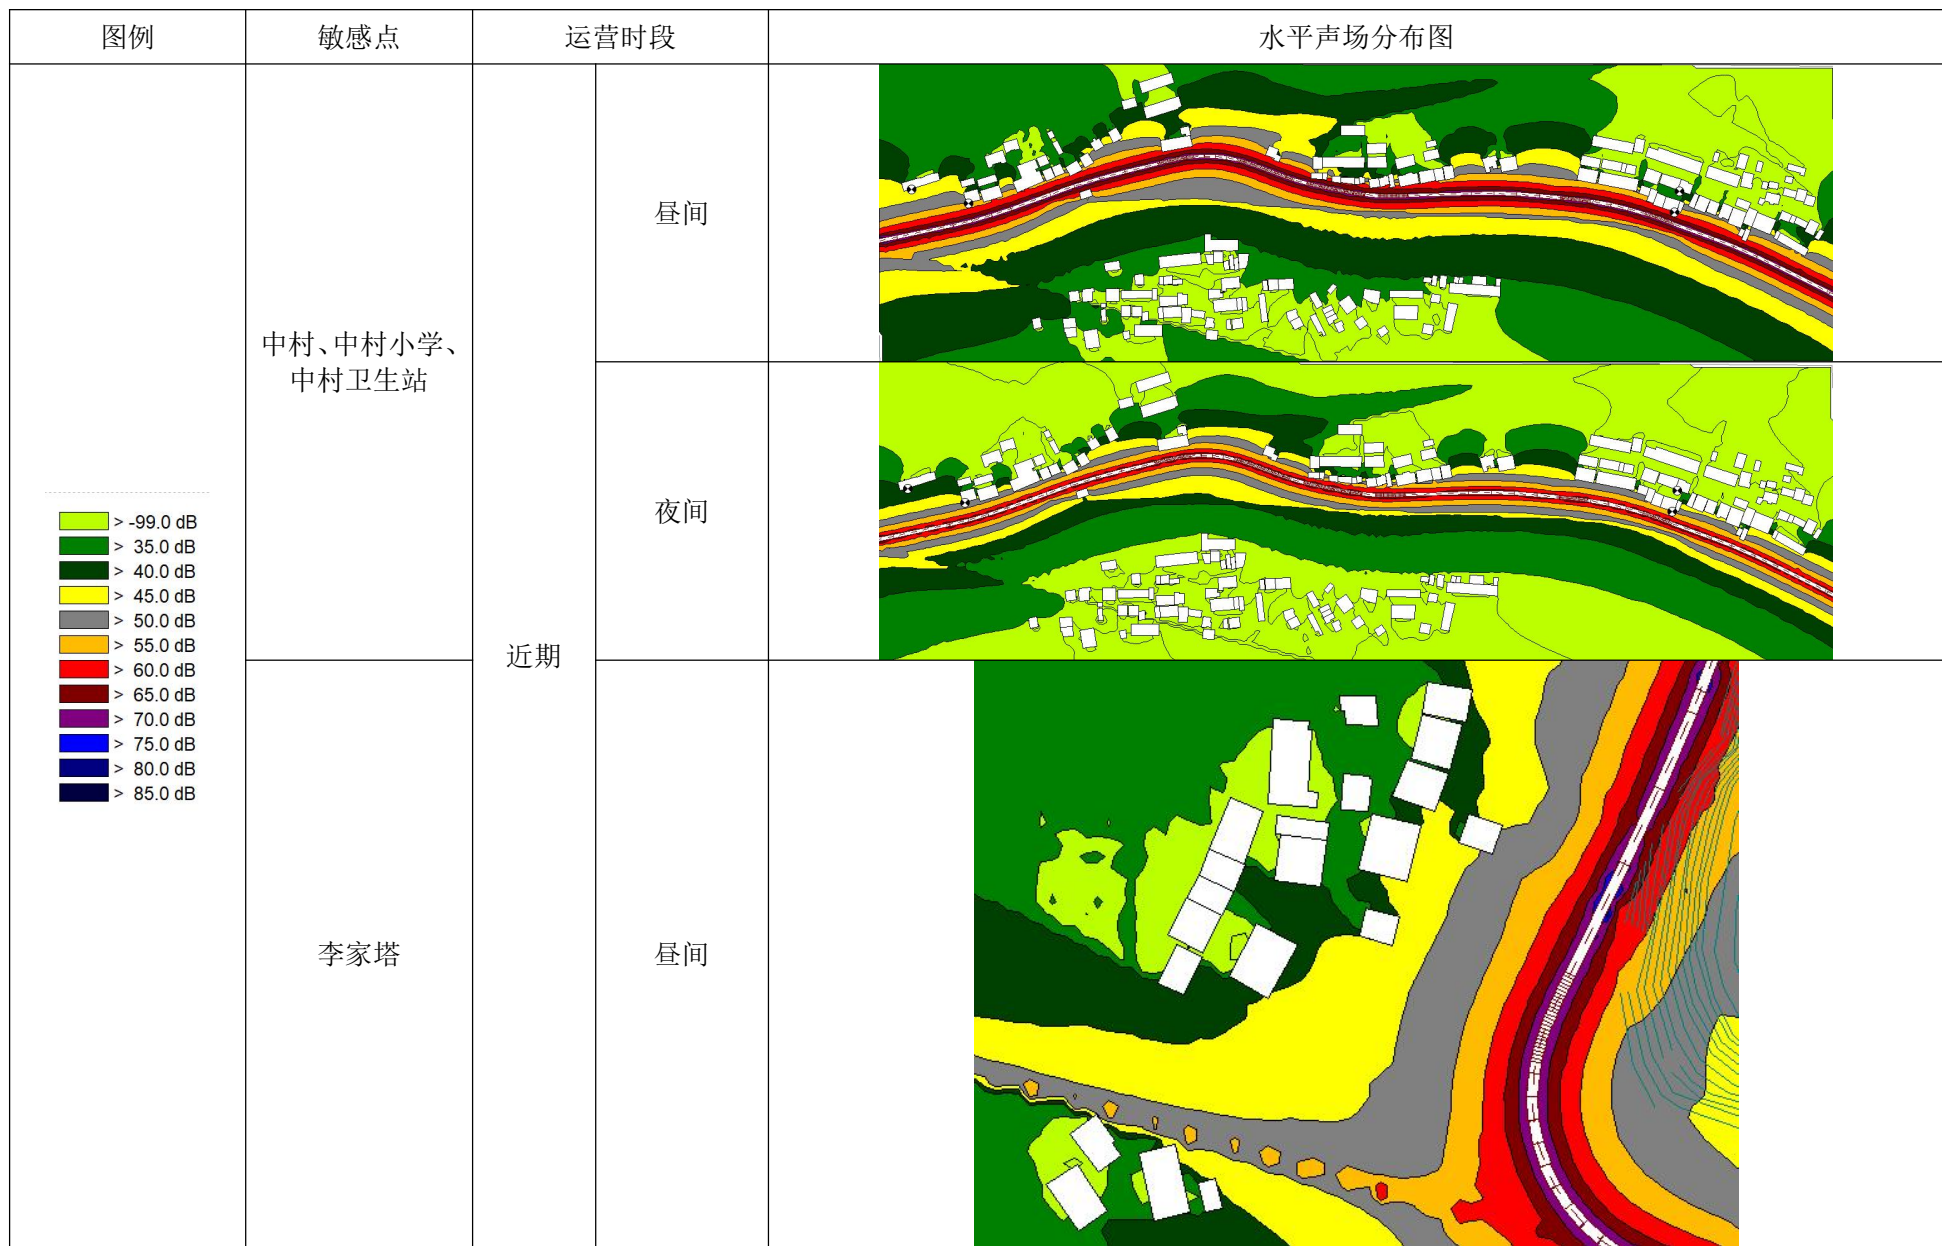 图例 敏感点 运营时段 水平声场分布图
中村、中村小学、
中村卫生站
近期
昼间
夜间
李家塔
昼间
> -99.0 dB
> 35.0 dB
> 40.0 dB
> 45.0 dB
> 50.0 dB
> 55.0 dB
> 60.0 dB
> 65.0 dB
> 70.0 dB
> 75.0 dB
> 80.0 dB
> 85.0 dB